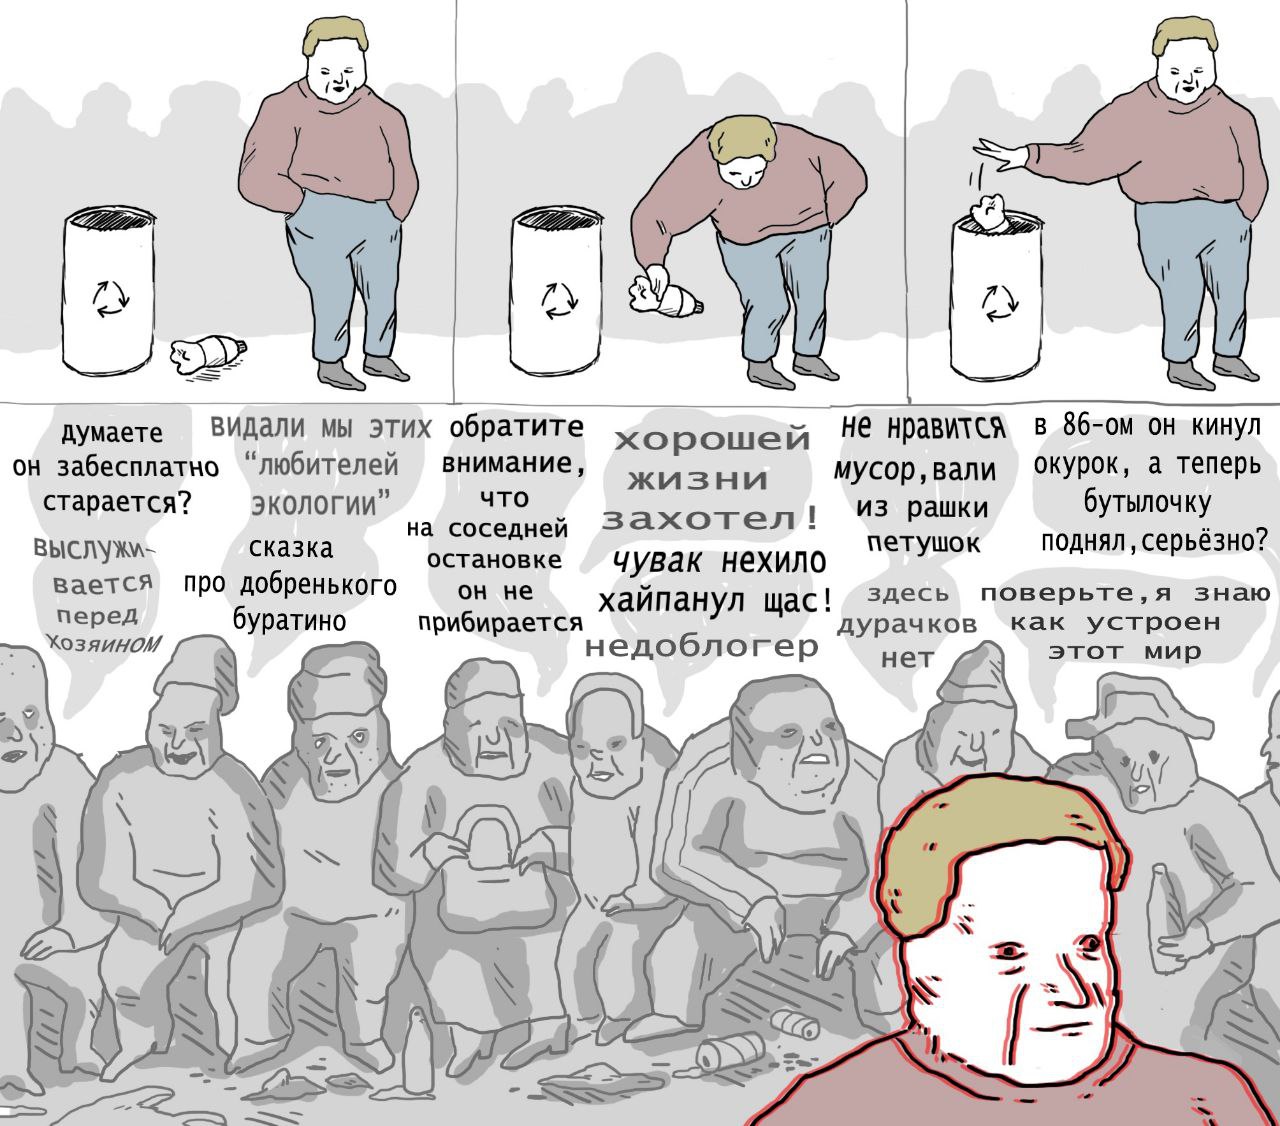 думаете
он забесплатно
старается?
выслужи-
вается
перед
хозяином
видали мы этих
“любителей
экологии”
сказка
про добренького
буратино
обратите
внимание,
что
на соседней
остановке
он не
прибирается
хорошей
жизни
захотел!
чувак нехило
хайпанул щас!
недоблогер
не нравится
мусор, вали
из рашки
петушок
здесь
дурачков
нет
в 86-ом он кинул
окурок, а теперь
бутылочку
поднял, серьёзно?
поверьте, я знаю
как устроен
этот мир